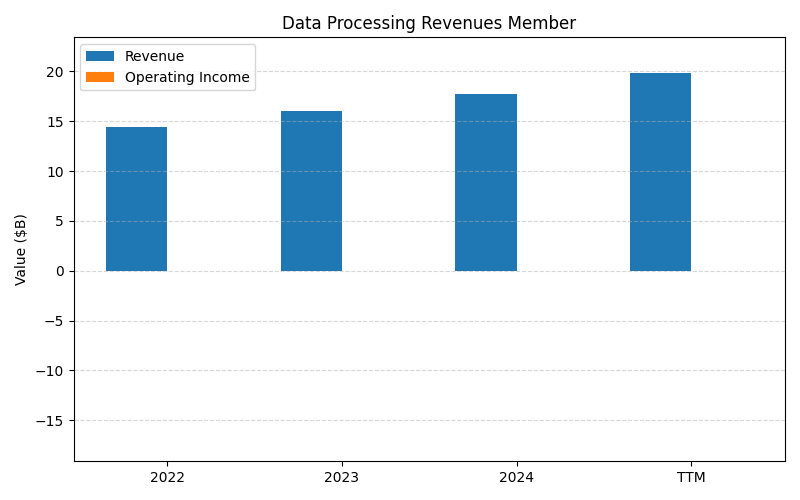 Data Processing Revenues Member
Revenue
Operating Income
Value ($B)
20
15
10
5
0
−5
−10
−15
2022
2023
2024
TTM